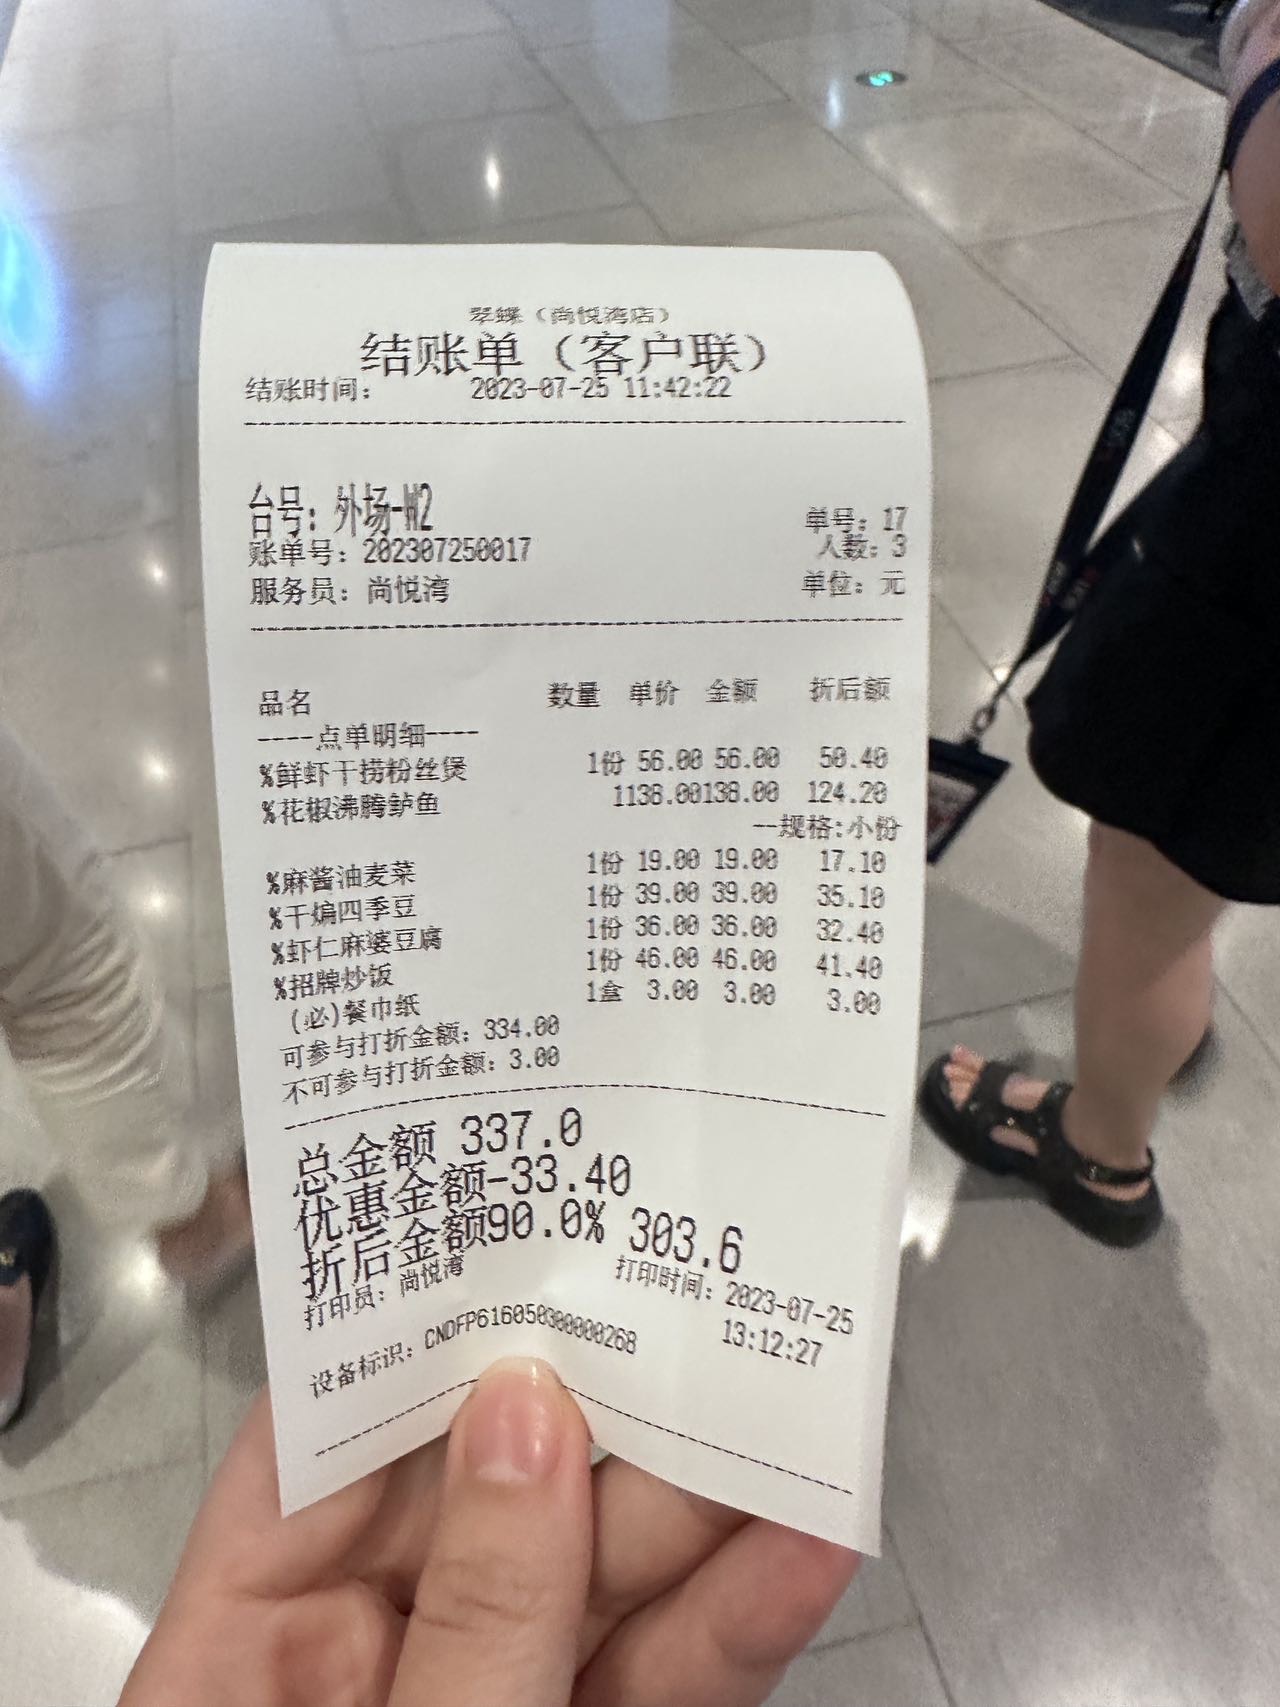 翠蝶（尚悦湾店）
结账单（客户联）
结账时间： 2023-07-25 11:42:22
台号：外场-W2
单号：17
账单号：202307250017
人数：3
服务员：尚悦湾
单位：元
品名 数量 单价 金额 折后额
----点单明细----
%鲜虾干捞粉丝煲 1份 56.00 56.00 50.40
%花椒沸腾鲈鱼 1138.00138.00 124.20
--规格:小份
%麻酱油麦菜 1份 19.00 19.00 17.10
%干煸四季豆 1份 39.00 39.00 35.10
%虾仁麻婆豆腐 1份 36.00 36.00 32.40
%招牌炒饭 1份 46.00 46.00 41.40
(必)餐巾纸 1盒 3.00 3.00 3.00
可参与打折金额：334.00
不可参与打折金额：3.00
总金额 337.0
优惠金额-33.40
折后金额90.0% 303.6
打印员：尚悦湾
打印时间：2023-07-25
13:12:27
设备标识：CNDFP616050300000268